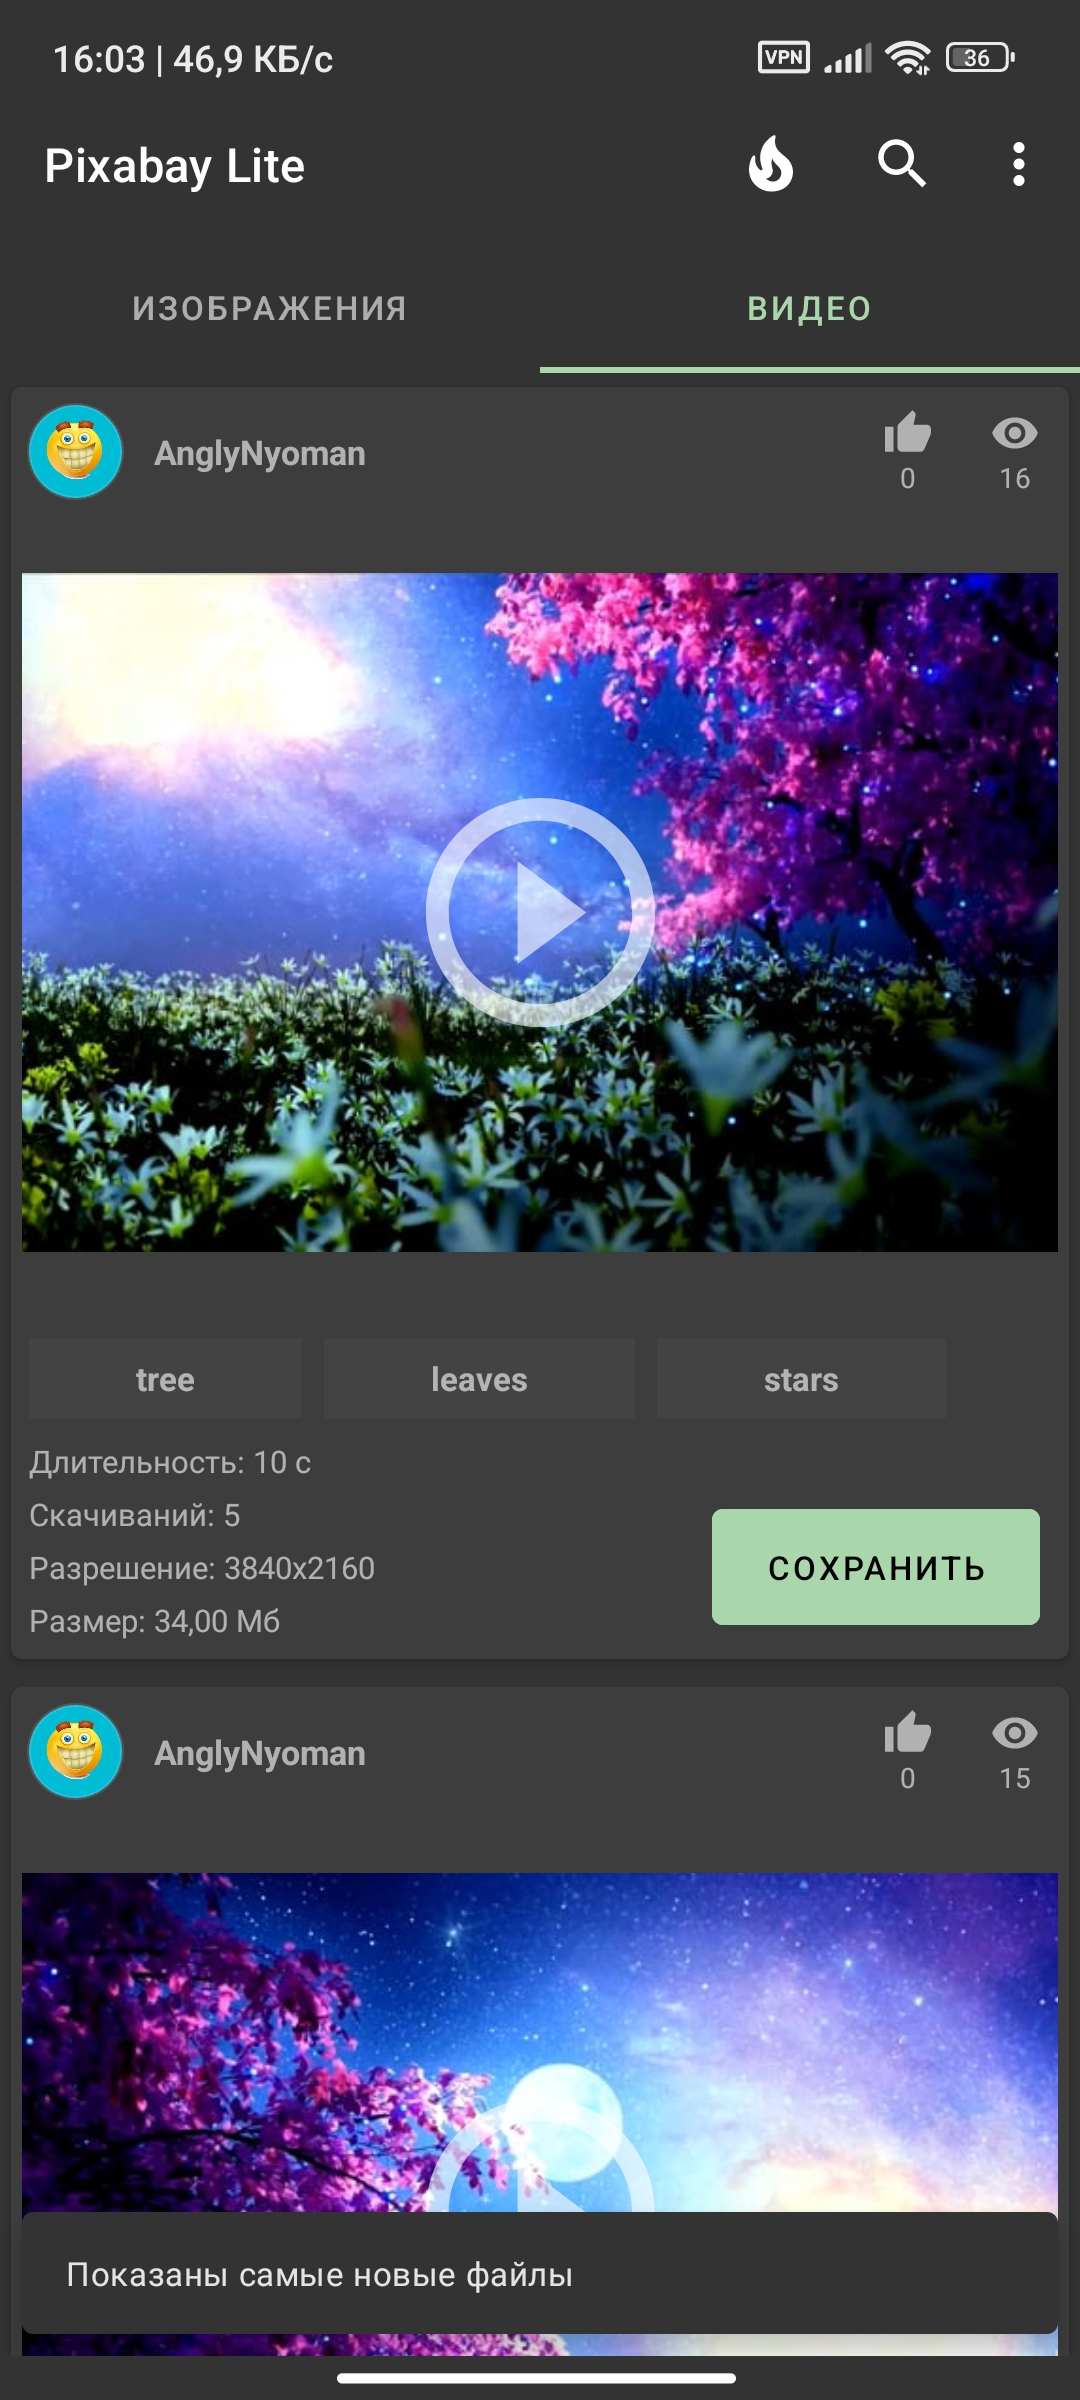 16:03 | 46,9 КБ/с
VPN
36
Pixabay Lite
ИЗОБРАЖЕНИЯ
ВИДЕО
AnglyNyoman
0
16
tree
leaves
stars
Длительность: 10 с
Скачиваний: 5
Разрешение: 3840x2160
Размер: 34,00 Мб
СОХРАНИТЬ
AnglyNyoman
0
15
Показаны самые новые файлы